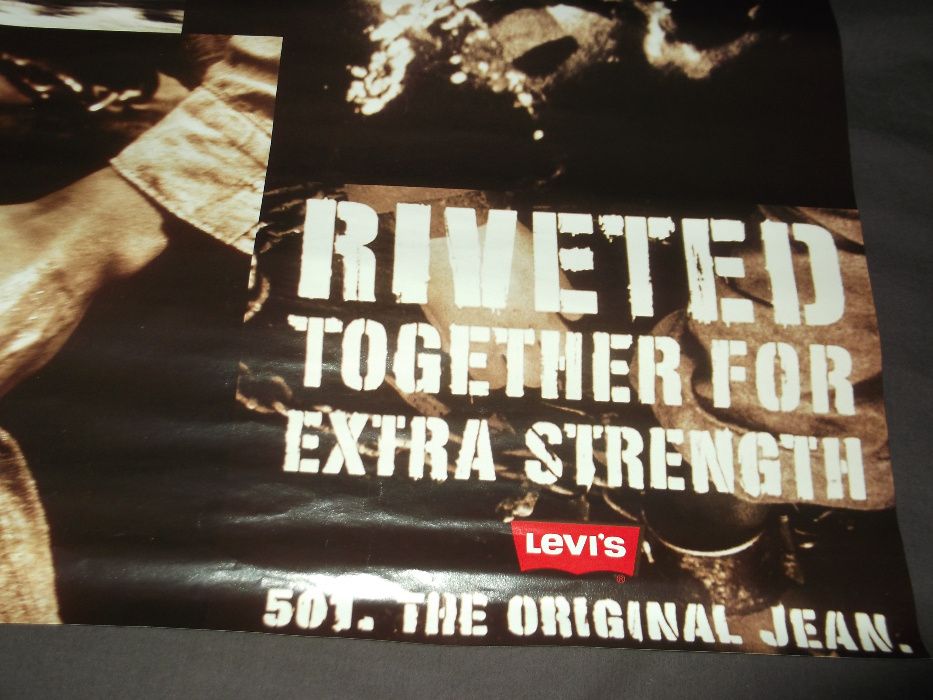 RIVETED
TOGETHER FOR
EXTRA STRENGTH
LEVI'S
®
501. THE ORIGINAL JEAN.